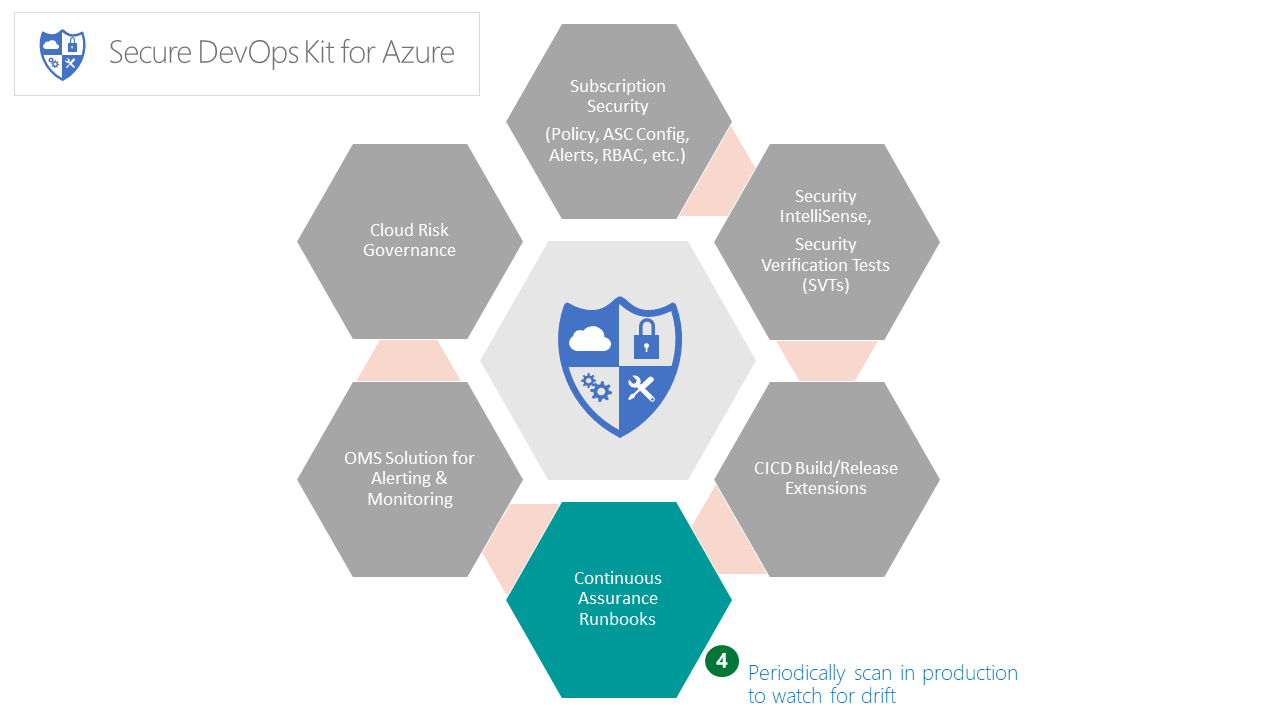 Secure DevOps Kit for Azure
Subscription
Security
(Policy, ASC Config,
Alerts, RBAC, etc.)
Security
IntelliSense,
Security
Verification Tests
(SVTs)
CICD Build/Release
Extensions
Continuous
Assurance
Runbooks
4
Periodically scan in production
to watch for drift
OMS Solution for
Alerting &
Monitoring
Cloud Risk
Governance